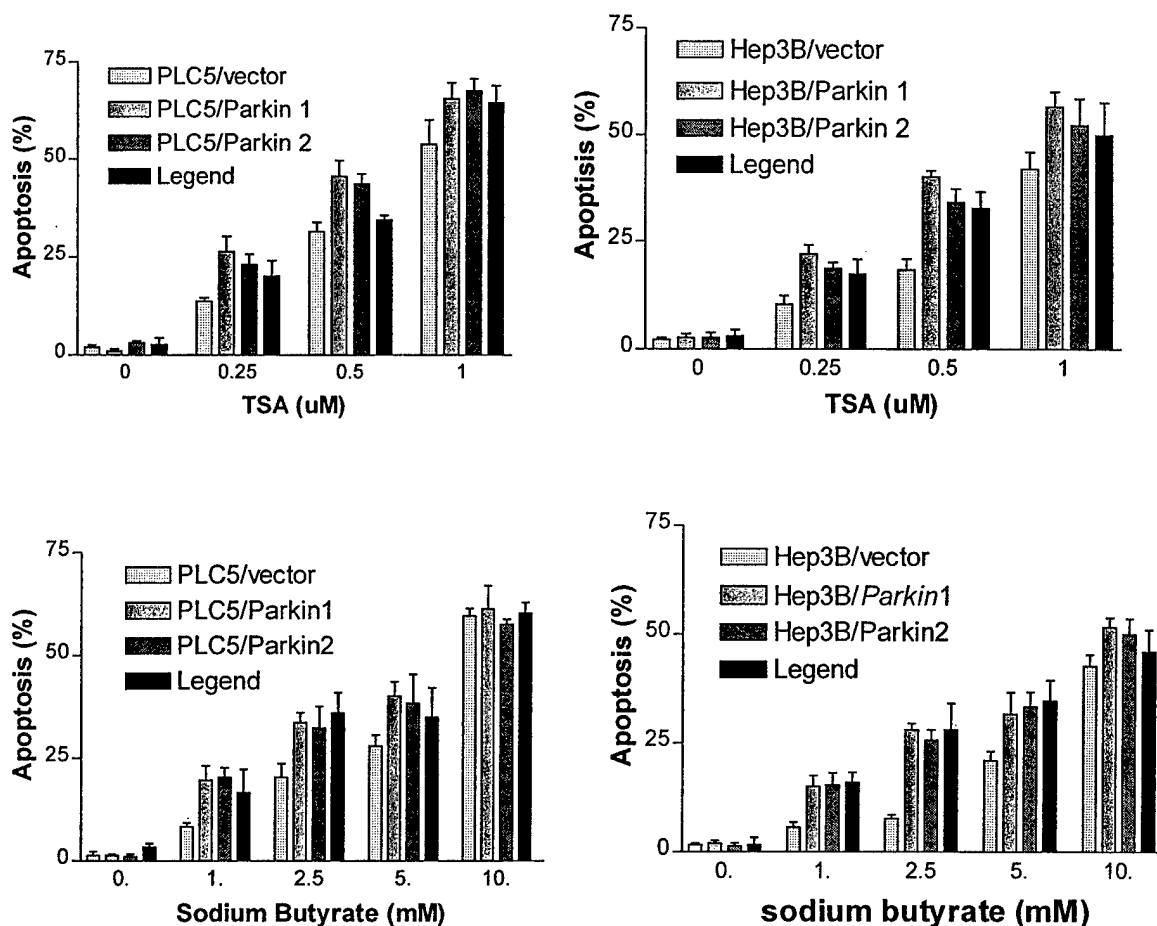 75
50
25
0
Apoptosis (%)
PLC5/vector
PLC5/Parkin 1
PLC5/Parkin 2
Legend
0 0.25 0.5 1
TSA (uM)
75
50
25
0
Apoptisis (%)
Hep3B/vector
Hep3B/Parkin 1
Hep3B/Parkin 2
Legend
0 0.25 0.5 1
TSA (uM)
75
50
25
0
Apoptosis (%)
PLC5/vector
PLC5/Parkin1
PLC5/Parkin2
Legend
0. 1. 2.5 5. 10.
Sodium Butyrate (mM)
75
50
25
0
Apoptosis (%)
Hep3B/vector
Hep3B/Parkin1
Hep3B/Parkin2
Legend
0. 1. 2.5 5. 10.
sodium butyrate (mM)